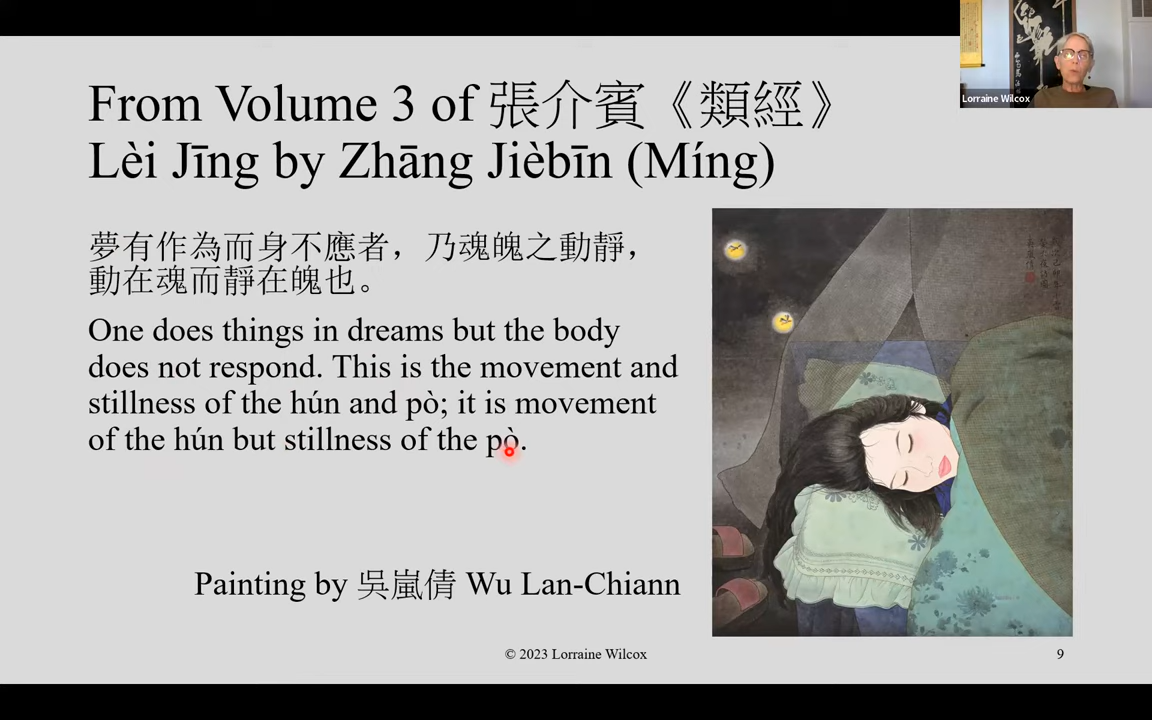 From Volume 3 of 張介賓《類經》
Lèi Jīng by Zhāng Jièbīn (Míng)
夢有作為而身不應者，乃魂魄之動靜，
動在魂而靜在魄也。
One does things in dreams but the body
does not respond. This is the movement and
stillness of the hún and pò; it is movement
of the hún but stillness of the pò.
Painting by 吳嵐倩 Wu Lan-Chiann
© 2023 Lorraine Wilcox
9
Lorraine Wilcox